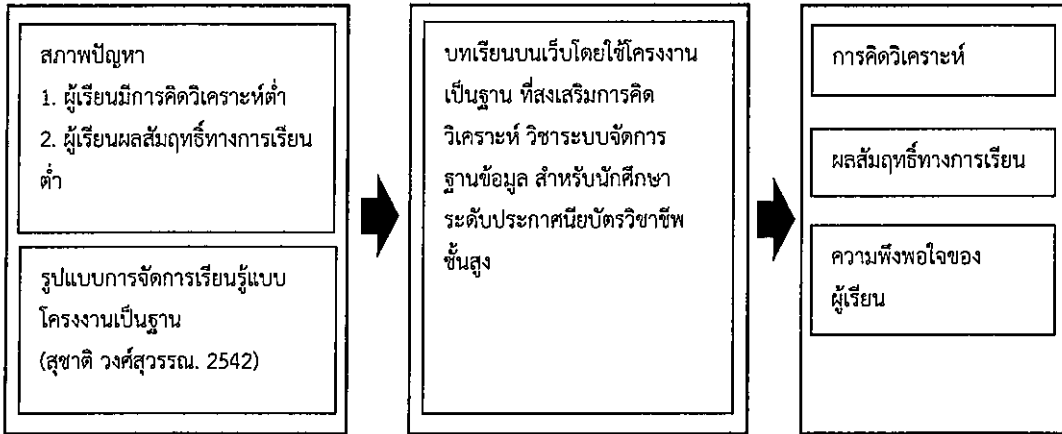 สภาพปัญหา
1. ผู้เรียนมีการคิดวิเคราะห์ต่ำ
2. ผู้เรียนผลสัมฤทธิ์ทางการเรียน
ต่ำ
รูปแบบการจัดการเรียนรู้แบบ
โครงงานเป็นฐาน
(สุชาติ วงศ์สุวรรณ. 2542)
บทเรียนบนเว็บโดยใช้โครงงาน
เป็นฐาน ที่สงเสริมการคิด
วิเคราะห์ วิชาระบบจัดการ
ฐานข้อมูล สำหรับนักศึกษา
ระดับประกาศนียบัตรวิชาชีพ
ชั้นสูง
การคิดวิเคราะห์
ผลสัมฤทธิ์ทางการเรียน
ความพึงพอใจของ
ผู้เรียน